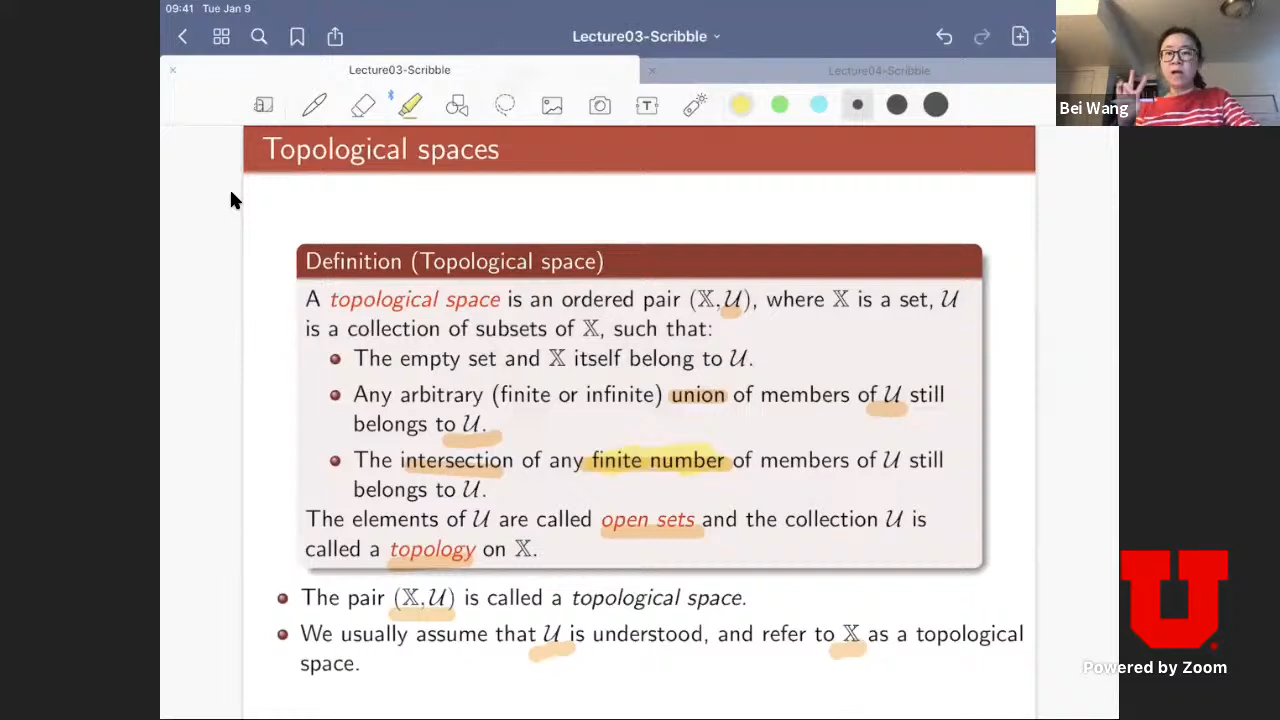 09:41 Tue Jan 9
Lecture03-Scribble
Lecture03-Scribble
Lecture04-Scribble
T
Bei Wang
Topological spaces
Definition (Topological space)
A topological space is an ordered pair (𝕏, 𝒰), where 𝕏 is a set, 𝒰
is a collection of subsets of 𝕏, such that:
The empty set and 𝕏 itself belong to 𝒰.
Any arbitrary (finite or infinite) union of members of 𝒰 still
belongs to 𝒰.
The intersection of any finite number of members of 𝒰 still
belongs to 𝒰.
The elements of 𝒰 are called open sets and the collection 𝒰 is
called a topology on 𝕏.
The pair (𝕏, 𝒰) is called a topological space.
We usually assume that 𝒰 is understood, and refer to 𝕏 as a topological
space.
U
Powered by Zoom